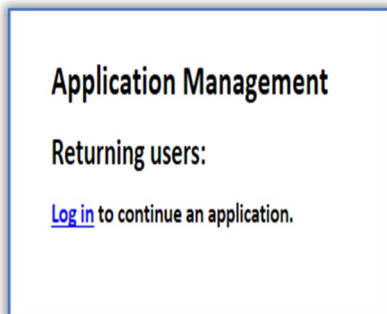 Application Management
Returning users:
Log in to continue an application.